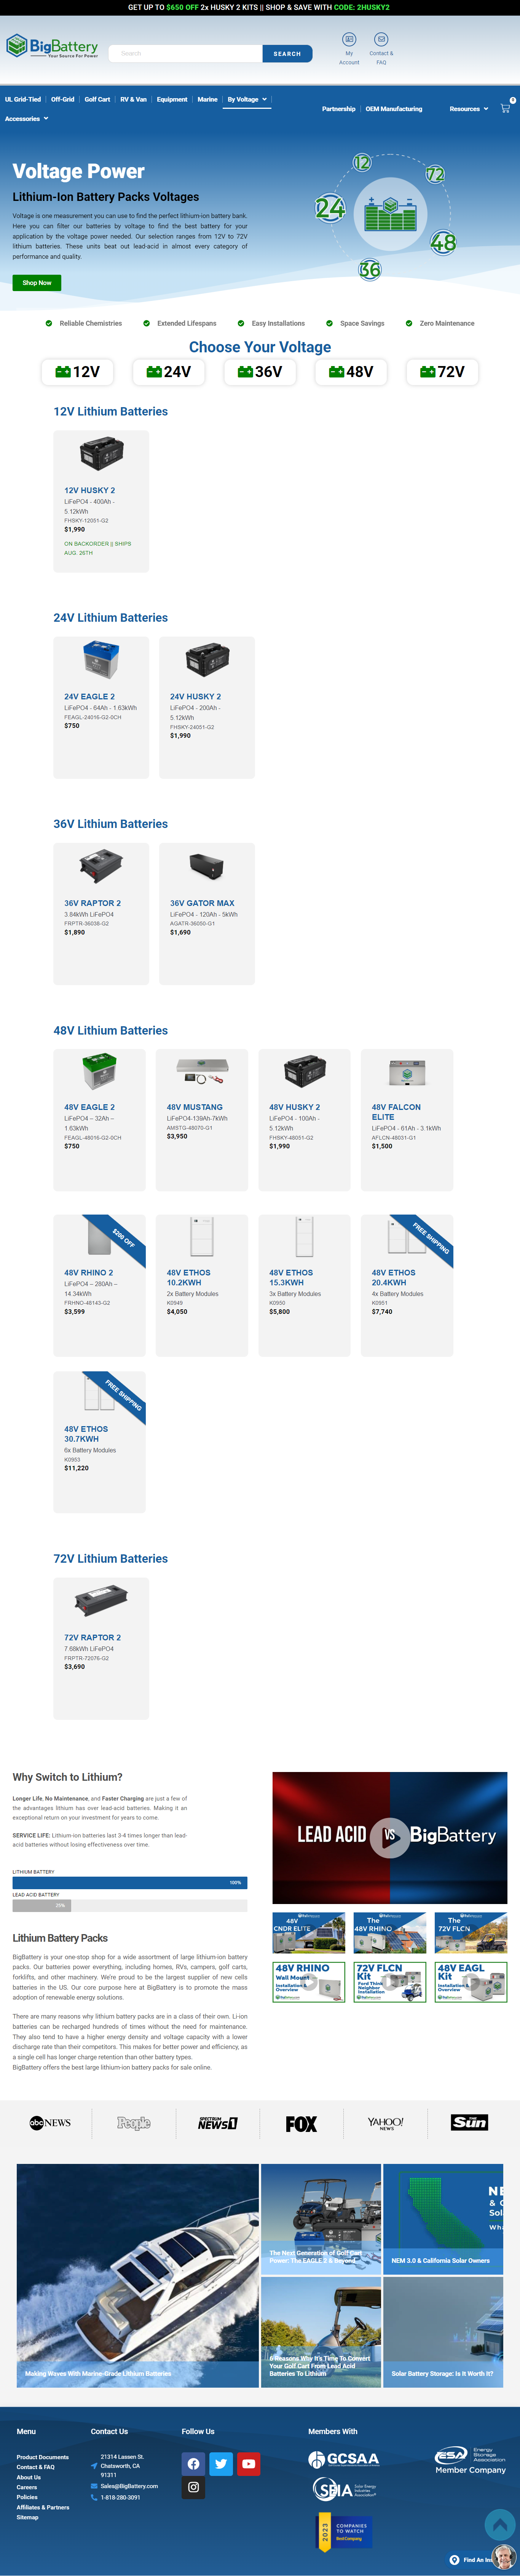 GET UP TO $650 OFF 2x HUSKY 2 KITS || SHOP & SAVE WITH CODE: 2HUSKY2
BigBattery
Your Source For Power
Search
SEARCH
My Account
Contact & FAQ
UL Grid-Tied
Off-Grid
Golf Cart
RV & Van
Equipment
Marine
By Voltage
Accessories
Partnership
OEM Manufacturing
Resources
0
Voltage Power
Lithium-Ion Battery Packs Voltages
Voltage is one measurement you can use to find the perfect lithium-ion battery bank.
Here you can filter our batteries by voltage to find the best battery for your
application by the voltage power needed. Our selection ranges from 12V to 72V
lithium batteries. These units beat out lead-acid in almost every category of
performance and quality.
Shop Now
12
72
24
48
36
Reliable Chemistries
Extended Lifespans
Easy Installations
Space Savings
Zero Maintenance
Choose Your Voltage
12V
24V
36V
48V
72V
12V Lithium Batteries
12V HUSKY 2
LiFePO4 - 400Ah -
5.12kWh
FHSKY-12051-G2
$1,990
ON BACKORDER || SHIPS
AUG. 26TH
24V Lithium Batteries
24V EAGLE 2
LiFePO4 - 64Ah - 1.63kWh
FEAGL-24016-G2-0CH
$750
24V HUSKY 2
LiFePO4 - 200Ah -
5.12kWh
FHSKY-24051-G2
$1,990
36V Lithium Batteries
36V RAPTOR 2
3.84kWh LiFePO4
FRPTR-36038-G2
$1,890
36V GATOR MAX
LiFePO4 - 120Ah - 5kWh
AGATR-36050-G1
$1,690
48V Lithium Batteries
48V EAGLE 2
LiFePO4 – 32Ah –
1.63kWh
FEAGL-48016-G2-0CH
$750
48V MUSTANG
LiFePO4-139Ah-7kWh
AMSTG-48070-G1
$3,950
48V HUSKY 2
LiFePO4 - 100Ah -
5.12kWh
FHSKY-48051-G2
$1,990
48V FALCON
ELITE
LiFePO4 - 61Ah - 3.1kWh
AFLCN-48031-G1
$1,500
$200 OFF
48V RHINO 2
LiFePO4 – 280Ah –
14.34kWh
FRHNO-48143-G2
$3,599
48V ETHOS
10.2KWH
2x Battery Modules
K0949
$4,050
48V ETHOS
15.3KWH
3x Battery Modules
K0950
$5,800
FREE SHIPPING
48V ETHOS
20.4KWH
4x Battery Modules
K0951
$7,740
FREE SHIPPING
48V ETHOS
30.7KWH
6x Battery Modules
K0953
$11,220
72V Lithium Batteries
72V RAPTOR 2
7.68kWh LiFePO4
FRPTR-72076-G2
$3,690
Why Switch to Lithium?
Longer Life, No Maintenance, and Faster Charging are just a few of
the advantages lithium has over lead-acid batteries. Making it an
exceptional return on your investment for years to come.
SERVICE LIFE: Lithium-ion batteries last 3-4 times longer than lead-
acid batteries without losing effectiveness over time.
LITHIUM BATTERY
100%
LEAD ACID BATTERY
25%
Lithium Battery Packs
BigBattery is your one-stop shop for a wide assortment of large lithium-ion battery
packs. Our batteries power everything, including homes, RVs, campers, golf carts,
forklifts, and other machinery. We're proud to be the largest supplier of new cells
batteries in the US. Our core purpose here at BigBattery is to promote the mass
adoption of renewable energy solutions.
There are many reasons why lithium battery packs are in a class of their own. Li-ion
batteries can be recharged hundreds of times without the need for maintenance.
They also tend to have a higher energy density and voltage capacity with a lower
discharge rate than their competitors. This makes for better power and efficiency, as
a single cell has longer charge retention than other battery types.
BigBattery offers the best large lithium-ion battery packs for sale online.
LEAD ACID VS BigBattery
48V
CNDR ELITE
The
48V RHINO
The
72V FLCN
48V RHINO
Wall Mount
Installation &
Overview
72V FLCN
Kit
Ford Think
Neighbor
Installation
48V EAGL
Kit
Installation &
Overview
abc NEWS
People
SPECTRUM
NEWS 1
FOX
YAHOO!
NEWS
THE Sun
Making Waves With Marine-Grade Lithium Batteries
The Next Generation of Golf Cart
Power: The EAGLE 2 & Beyond
NEM 3.0 & California Solar Owners
6 Reasons Why It's Time To Convert
Your Golf Cart From Lead Acid
Batteries To Lithium
Solar Battery Storage: Is It Worth It?
Menu
Product Documents
Contact & FAQ
About Us
Careers
Policies
Affiliates & Partners
Sitemap
Contact Us
21314 Lassen St.
Chatsworth, CA
91311
Sales@BigBattery.com
1-818-280-3091
Follow Us
Members With
GCSAA
SEIA Solar Energy Industries Association
2023
COMPANIES TO WATCH
ESA Energy Storage Association
Member Company
Find An Ins